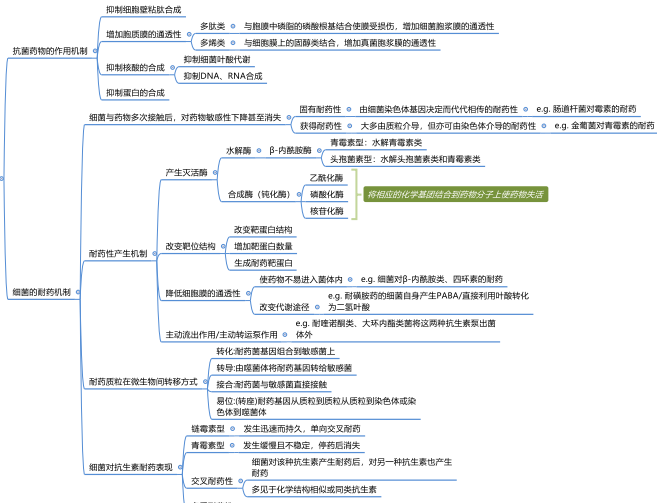 抑制细胞壁粘肽合成
抗菌药物的作用机制
增加胞质膜的通透性
多肽类
与胞膜中磷脂的磷酸根基结合使膜受损伤，增加细菌胞浆膜的通透性
多烯类
与细胞膜上的固醇类结合，增加真菌胞浆膜的通透性
抑制核酸的合成
抑制细菌叶酸代谢
抑制DNA、RNA合成
抑制蛋白的合成
细菌的耐药机制
细菌与药物多次接触后，对药物敏感性下降甚至消失
固有耐药性
由细菌染色体基因决定而代代相传的耐药性
e.g. 肠道杆菌对霉素的耐药
获得耐药性
大多由质粒介导，但亦可由染色体介导的耐药性
e.g. 金葡菌对青霉素的耐药
耐药性产生机制
产生灭活酶
水解酶
β-内酰胺酶
青霉素型：水解青霉素类
头孢菌素型：水解头孢菌素类和青霉素类
合成酶（钝化酶）
乙酰化酶
磷酸化酶
核苷化酶
将相应的化学基团结合到药物分子上使药物失活
改变靶位结构
改变靶蛋白结构
增加靶蛋白数量
生成耐药靶蛋白
降低细胞膜的通透性
使药物不易进入菌体内
e.g. 细菌对β-内酰胺类、四环素的耐药
改变代谢途径
e.g. 耐磺胺药的细菌自身产生PABA/直接利用叶酸转化
为二氢叶酸
主动流出作用/主动转运泵作用
e.g. 耐喹诺酮类、大环内酯类菌将这两种抗生素泵出菌
体外
耐药质粒在微生物间转移方式
转化:耐药菌基因组合到敏感菌上
转导:由噬菌体将耐药基因转给敏感菌
接合:耐药菌与敏感菌直接接触
易位:(转座)耐药基因从质粒到质粒从质粒到染色体或染
色体到噬菌体
细菌对抗生素耐药表现
链霉素型
发生迅速而持久，单向交叉耐药
青霉素型
发生缓慢且不稳定，停药后消失
交叉耐药性
细菌对该种抗生素产生耐药后，对另一种抗素也产生
耐药
多见于化学结构相似或同类抗生素